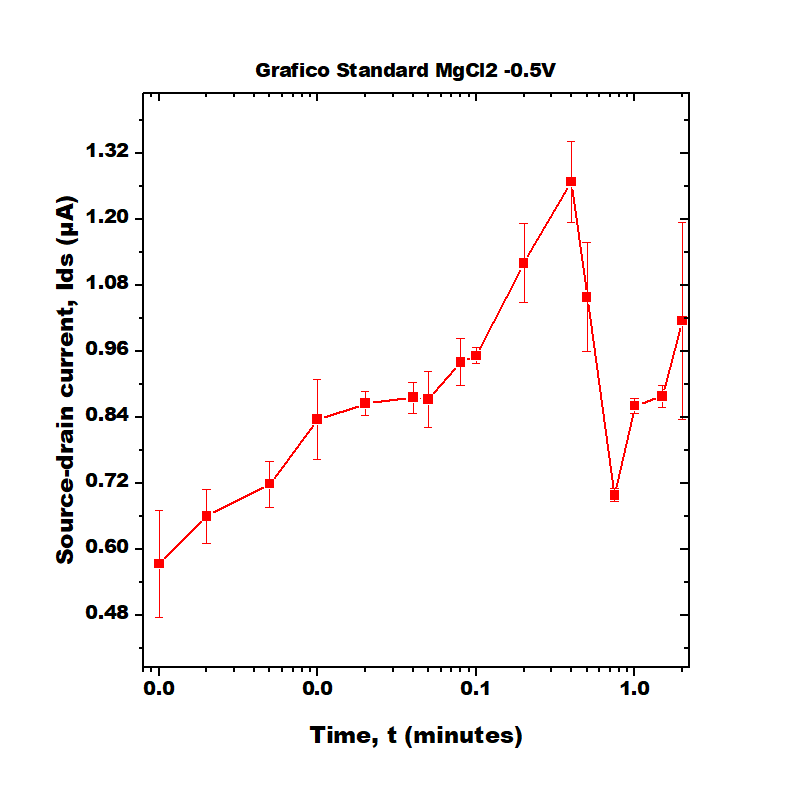 Grafico Standard MgCl2 -0.5V
Source-drain current, Ids (µA)
1.32
1.20
1.08
0.96
0.84
0.72
0.60
0.48
0.0 0.0 0.1 1.0
Time, t (minutes)